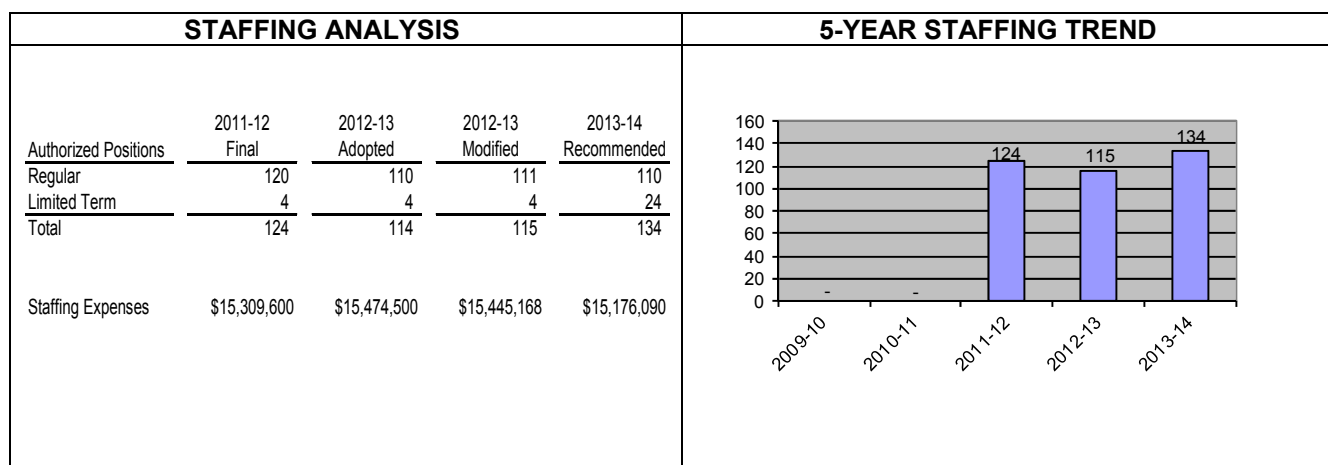 STAFFING ANALYSIS
5-YEAR STAFFING TREND
2011-12 2012-13 2012-13 2013-14
Authorized Positions Final Adopted Modified Recommended
Regular 120 110 111 110
Limited Term 4 4 4 24
Total 124 114 115 134
Staffing Expenses $15,309,600 $15,474,500 $15,445,168 $15,176,090
160
140
120
100
80
60
40
20
0
- - 124 115 134
2009-10 2010-11 2011-12 2012-13 2013-14